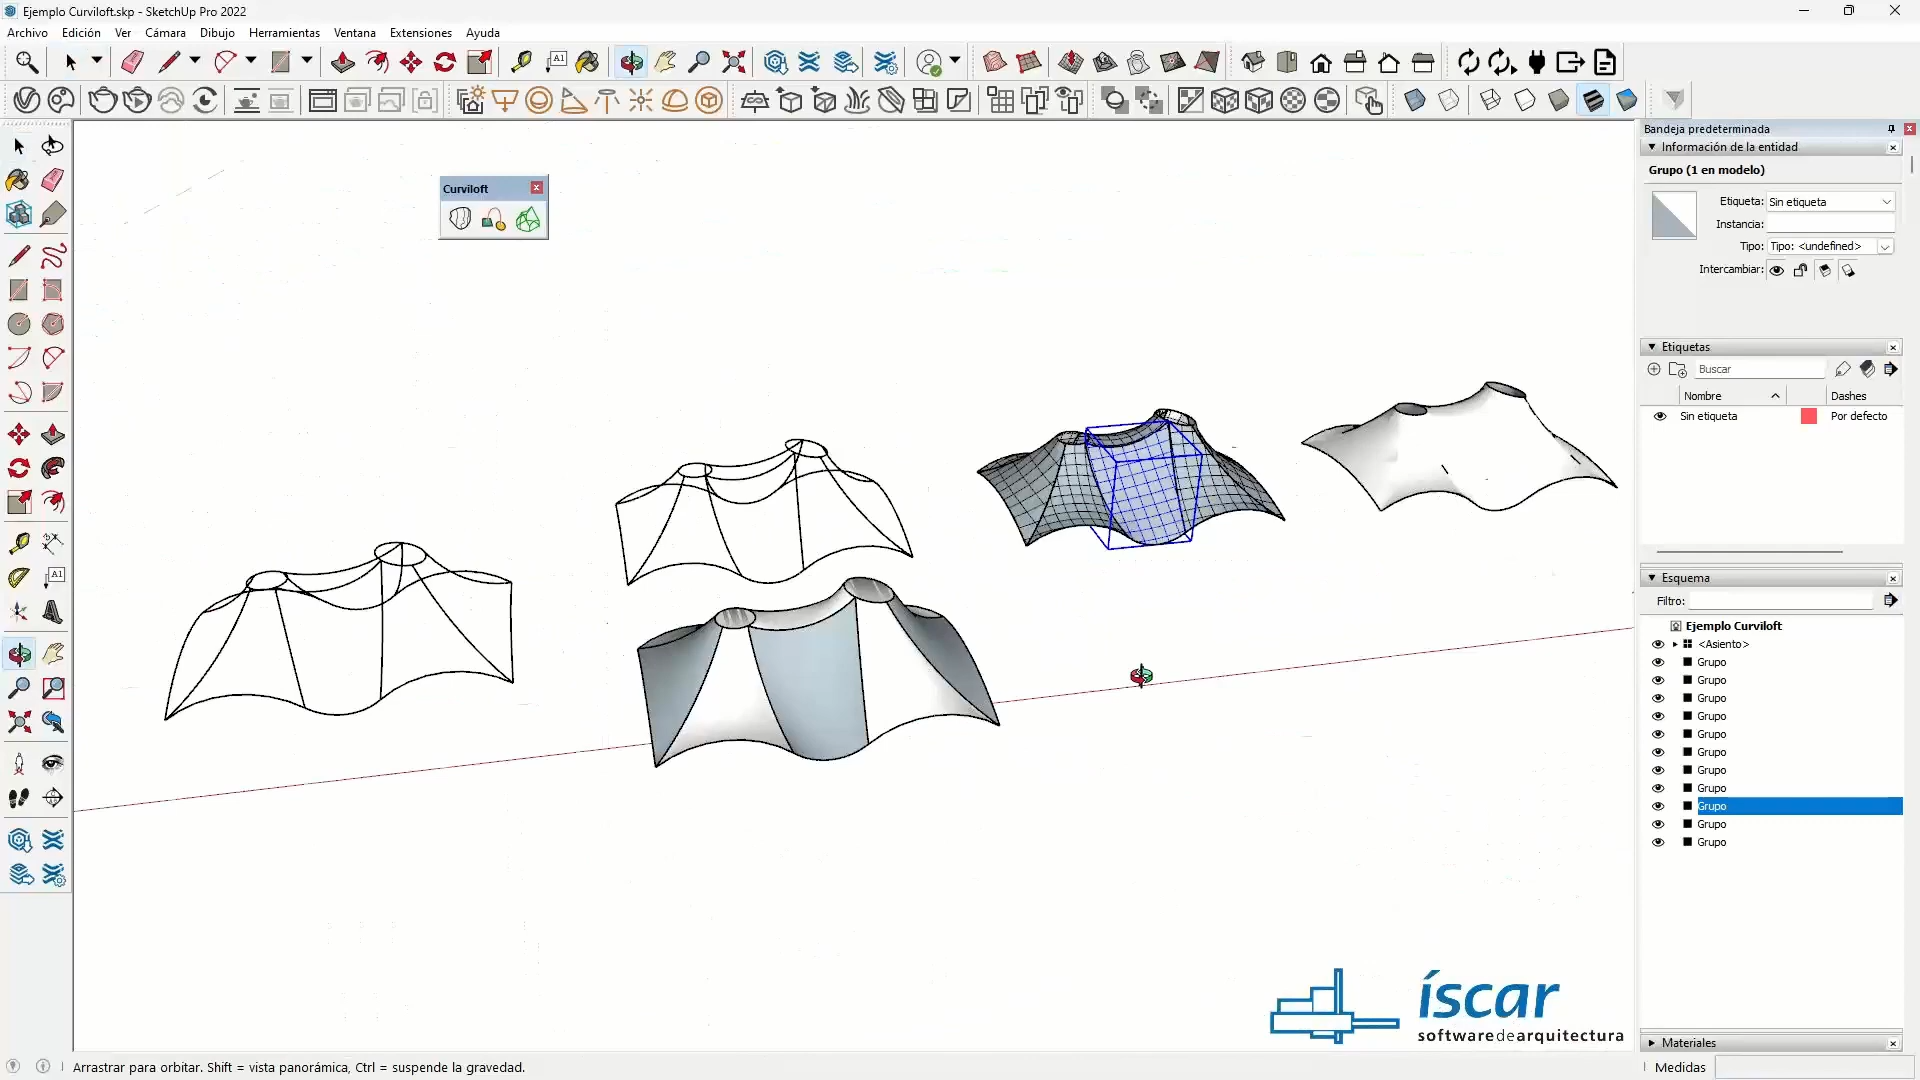 Ejemplo Curviloft.skp - SketchUp Pro 2022
Archivo Edición Ver Cámara Dibujo Herramientas Ventana Extensiones Ayuda
A1
Curviloft
A1
Bandeja predeterminada
Información de la entidad
Grupo (1 en modelo)
Etiqueta: Sin etiqueta
Instancia:
Tipo: Tipo: <undefined>
Intercambiar:
Etiquetas
Buscar
Nombre Dashes
Sin etiqueta Por defecto
Esquema
Filtro:
Ejemplo Curviloft
<Asiento>
Grupo
Grupo
Grupo
Grupo
Grupo
Grupo
Grupo
Grupo
Grupo
Grupo
Grupo
Materiales
íscar
softwaredearquitectura
Arrastrar para orbitar. Shift = vista panorámica, Ctrl = suspende la gravedad.
Medidas